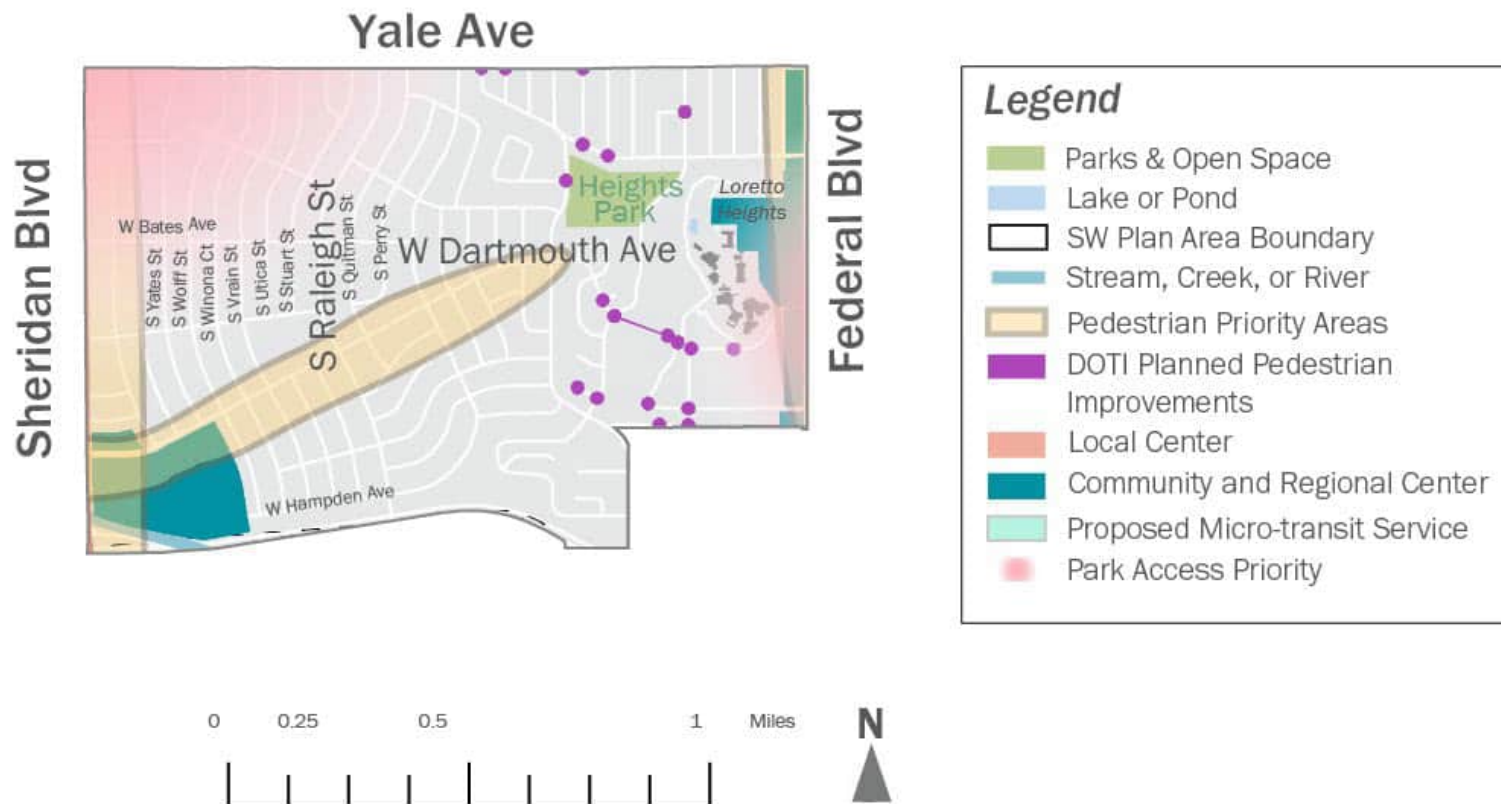 Yale Ave
Sheridan Blvd
Federal Blvd
W Bates Ave
S Yates St
S Wolff St
S Winona Ct
S Vrain St
S Utica St
S Stuart St
S Raleigh St
S Quitman St
S Perry St
W Dartmouth Ave
Heights
Park
Loretto
Heights
W Hampden Ave
Legend
Parks & Open Space
Lake or Pond
SW Plan Area Boundary
Stream, Creek, or River
Pedestrian Priority Areas
DOTI Planned Pedestrian
Improvements
Local Center
Community and Regional Center
Proposed Micro-transit Service
Park Access Priority
0 0.25 0.5 1 Miles
N